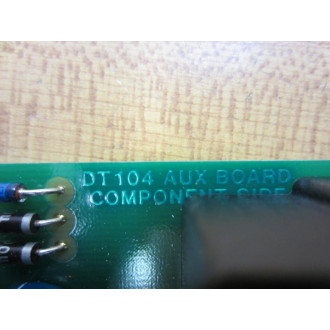 DT104 AUX BOARD
COMPONENT SIDE